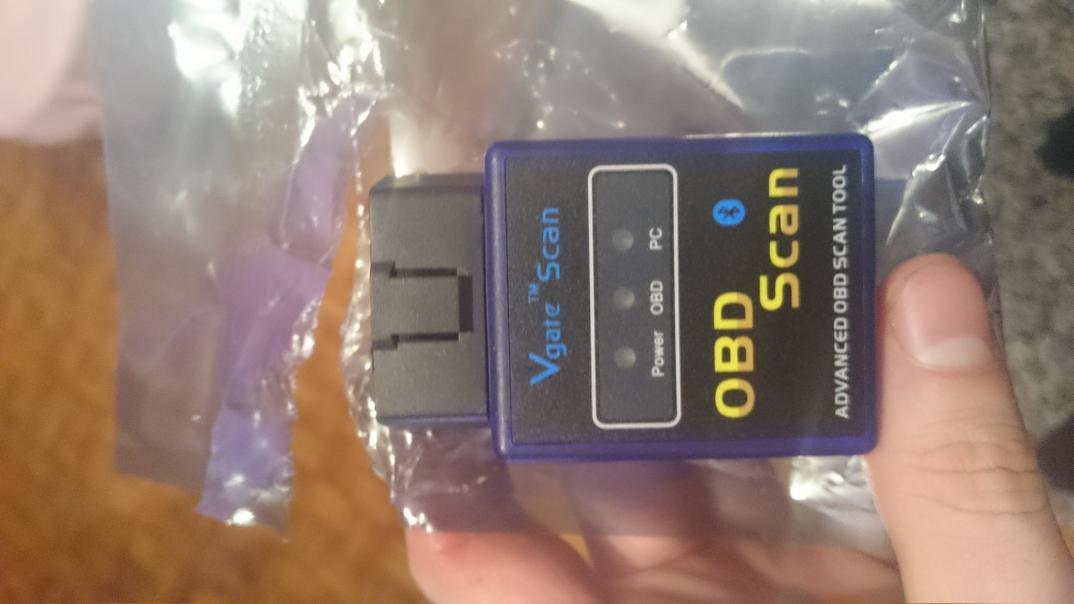 Vgate™ Scan
Power OBD PC
OBD
Scan
ADVANCED OBD SCAN TOOL